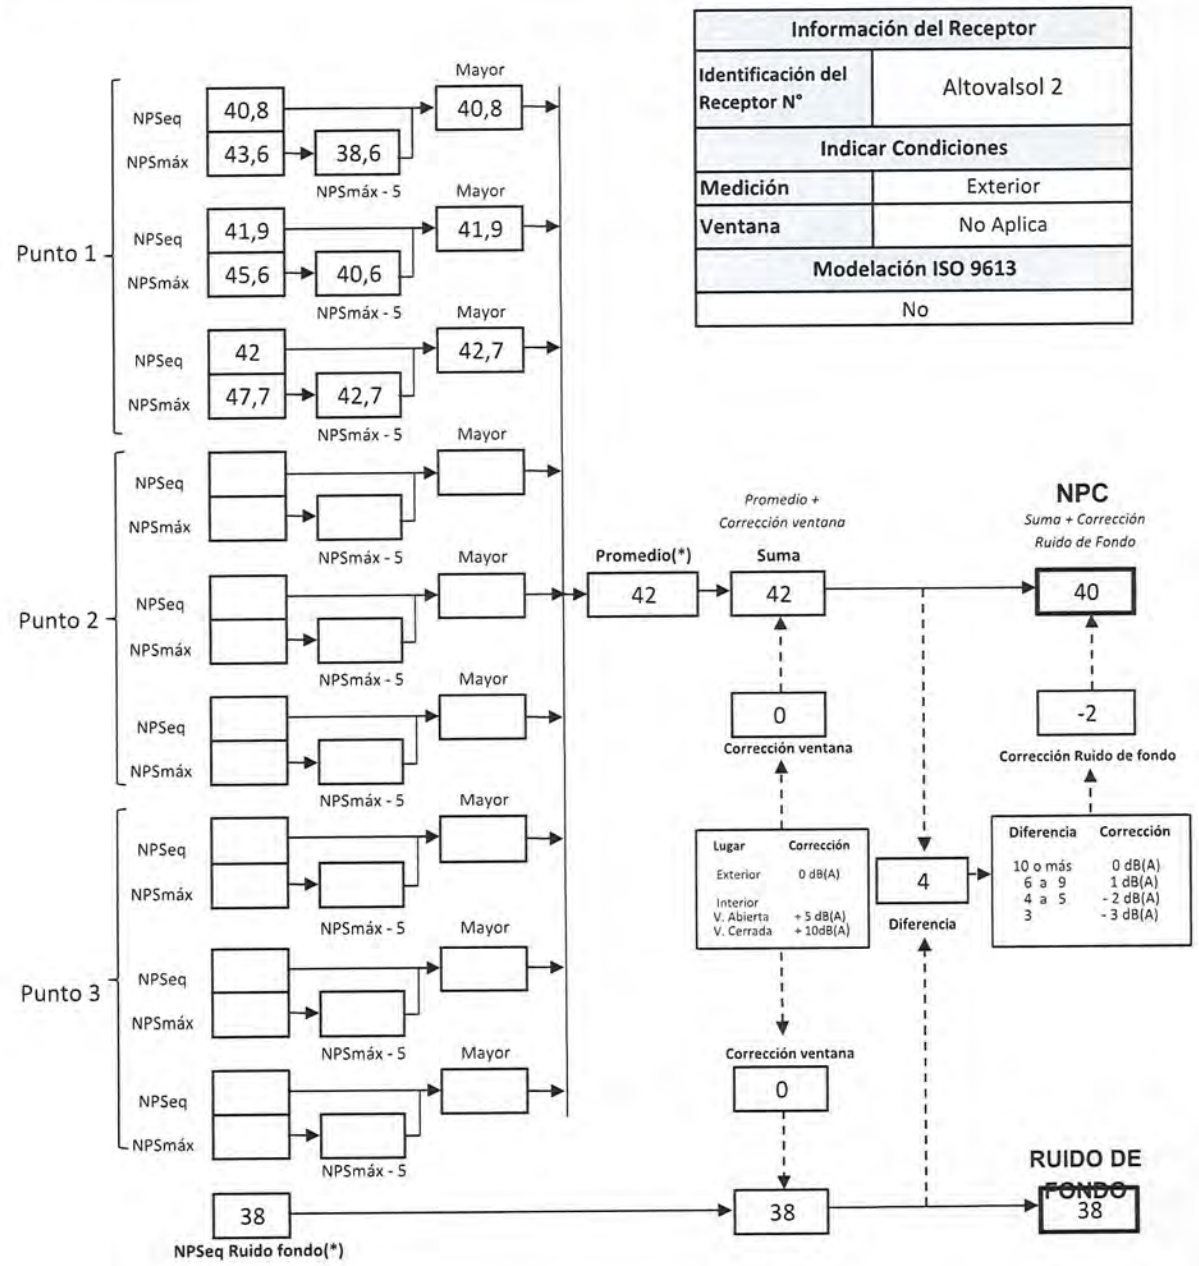 Información del Receptor
Identificación del Receptor N°
Altovalsol 2
Indicar Condiciones
Medición
Exterior
Ventana
No Aplica
Modelación ISO 9613
No
Punto 1
Mayor
NPSeq
40,8
40,8
NPSmáx
43,6
38,6
NPSmáx - 5
Mayor
NPSeq
41,9
41,9
NPSmáx
45,6
40,6
NPSmáx - 5
Mayor
NPSeq
42
42,7
NPSmáx
47,7
42,7
NPSmáx - 5
Punto 2
Mayor
NPSeq
NPSmáx
NPSmáx - 5
Mayor
NPSeq
NPSmáx
NPSmáx - 5
Mayor
NPSeq
NPSmáx
NPSmáx - 5
Punto 3
Mayor
NPSeq
NPSmáx
NPSmáx - 5
Mayor
NPSeq
NPSmáx
NPSmáx - 5
Mayor
NPSeq
NPSmáx
NPSmáx - 5
Promedio(*)
42
Promedio +
Corrección ventana
Suma
42
NPC
Suma + Corrección
Ruido de Fondo
40
0
Corrección ventana
-2
Corrección Ruido de fondo
Lugar Corrección
Exterior 0 dB(A)
Interior
V. Abierta + 5 dB(A)
V. Cerrada + 10dB(A)
4
Diferencia
Diferencia Corrección
10 o más 0 dB(A)
6 a 9 1 dB(A)
4 a 5 - 2 dB(A)
3 - 3 dB(A)
Corrección ventana
0
38
NPSeq Ruido fondo(*)
38
RUIDO DE
FONDO
38